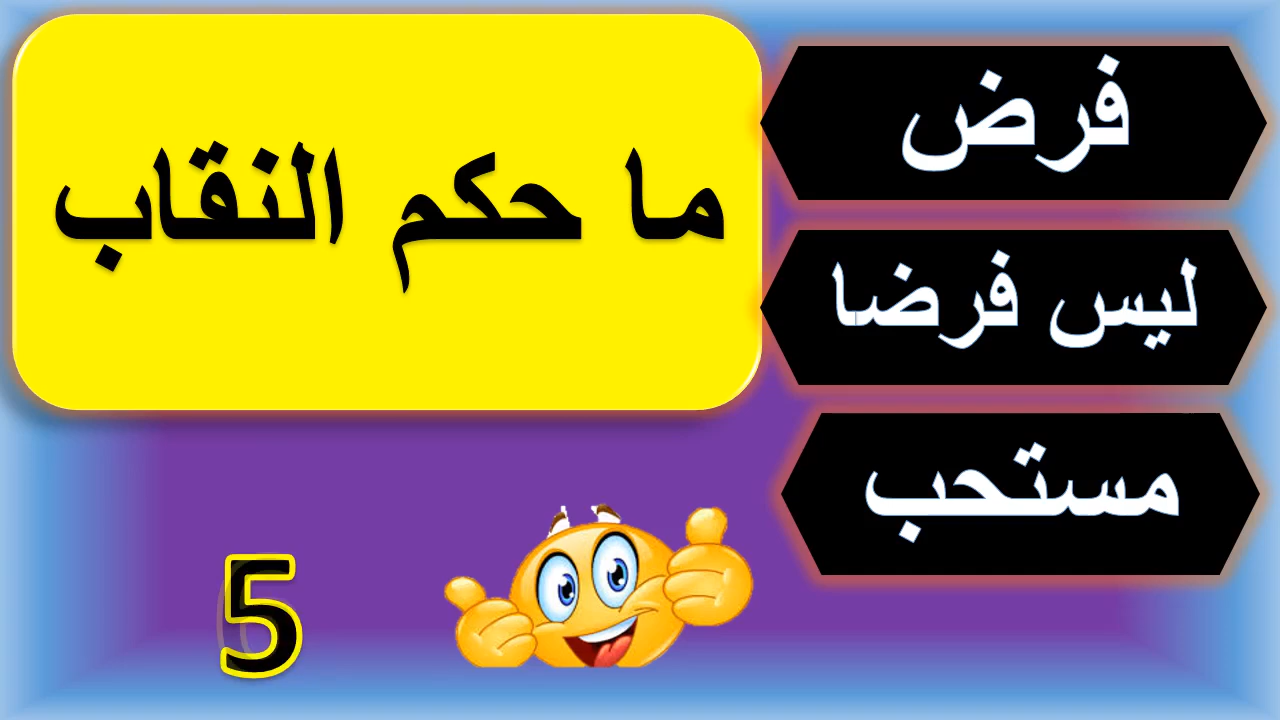 ما حكم النقاب
فرض
ليس فرضا
مستحب
5